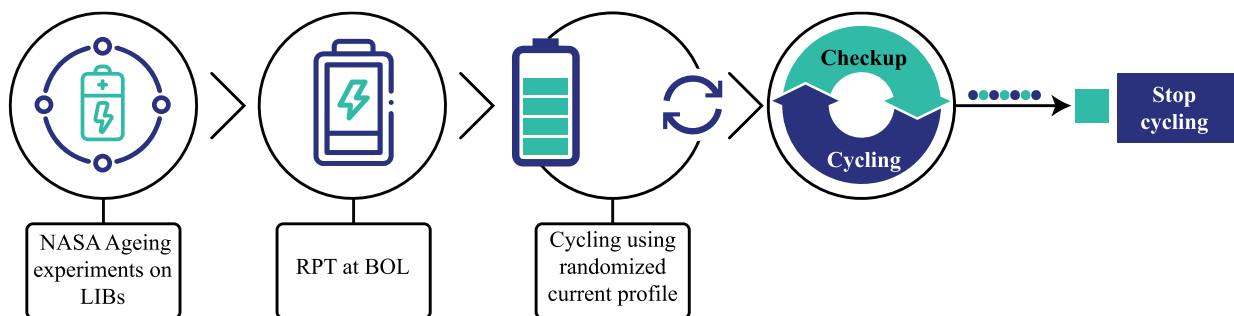 Checkup
Cycling
Stop
cycling
NASA Ageing
experiments on
LIBs
RPT at BOL
Cycling using
randomized
current profile